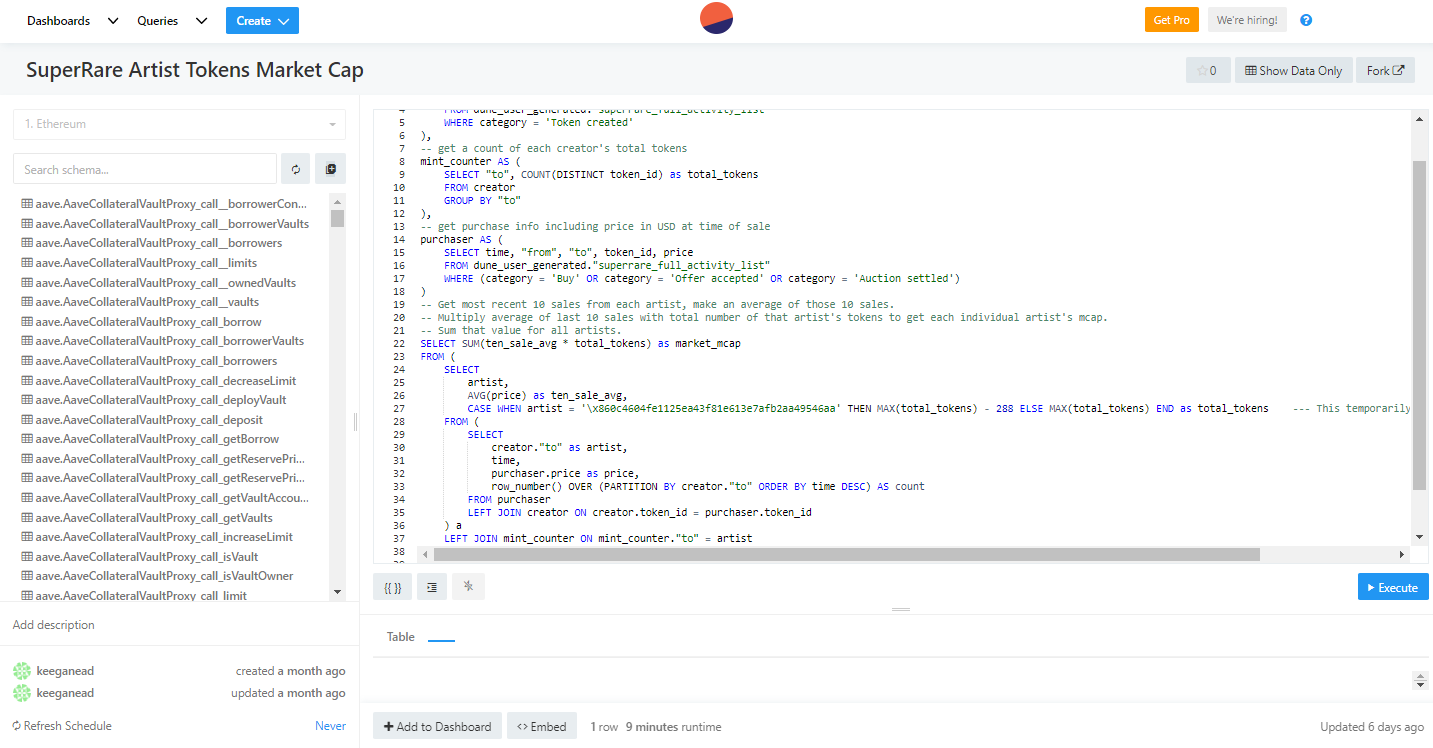 Dashboards
Queries
Create
Get Pro
We're hiring!
?
SuperRare Artist Tokens Market Cap
0
Show Data Only
Fork
1. Ethereum
Search schema...
aave.AaveCollateralVaultProxy_call__borrowerCon...
aave.AaveCollateralVaultProxy_call__borrowerVaults
aave.AaveCollateralVaultProxy_call__borrowers
aave.AaveCollateralVaultProxy_call__limits
aave.AaveCollateralVaultProxy_call__ownedVaults
aave.AaveCollateralVaultProxy_call__vaults
aave.AaveCollateralVaultProxy_call_borrow
aave.AaveCollateralVaultProxy_call_borrowerVaults
aave.AaveCollateralVaultProxy_call_borrowers
aave.AaveCollateralVaultProxy_call_decreaseLimit
aave.AaveCollateralVaultProxy_call_deployVault
aave.AaveCollateralVaultProxy_call_deposit
aave.AaveCollateralVaultProxy_call_getBorrow
aave.AaveCollateralVaultProxy_call_getReservePri...
aave.AaveCollateralVaultProxy_call_getReservePri...
aave.AaveCollateralVaultProxy_call_getVaultAccou...
aave.AaveCollateralVaultProxy_call_getVaults
aave.AaveCollateralVaultProxy_call_increaseLimit
aave.AaveCollateralVaultProxy_call_isVault
aave.AaveCollateralVaultProxy_call_isVaultOwner
aave.AaveCollateralVaultProxy_call_limit
Add description
keeganead created a month ago
keeganead updated a month ago
Refresh Schedule Never
4 FROM dune_user_generated."superrare_full_activity_list"
5 WHERE category = 'Token created'
6 ),
7 -- get a count of each creator's total tokens
8 mint_counter AS (
9 SELECT "to", COUNT(DISTINCT token_id) as total_tokens
10 FROM creator
11 GROUP BY "to"
12 ),
13 -- get purchase info including price in USD at time of sale
14 purchaser AS (
15 SELECT time, "from", "to", token_id, price
16 FROM dune_user_generated."superrare_full_activity_list"
17 WHERE (category = 'Buy' OR category = 'Offer accepted' OR category = 'Auction settled')
18 )
19 -- Get most recent 10 sales from each artist, make an average of those 10 sales.
20 -- Multiply average of last 10 sales with total number of that artist's tokens to get each individual artist's mcap.
21 -- Sum that value for all artists.
22 SELECT SUM(ten_sale_avg * total_tokens) as market_mcap
23 FROM (
24 SELECT
25 artist,
26 AVG(price) as ten_sale_avg,
27 CASE WHEN artist = '\x860c4604fe1125ea43f81e613e7afb2aa49546aa' THEN MAX(total_tokens) - 288 ELSE MAX(total_tokens) END as total_tokens --- This temporarily
28 FROM (
29 SELECT
30 creator."to" as artist,
31 time,
32 purchaser.price as price,
33 row_number() OVER (PARTITION BY creator."to" ORDER BY time DESC) AS count
34 FROM purchaser
35 LEFT JOIN creator ON creator.token_id = purchaser.token_id
36 ) a
37 LEFT JOIN mint_counter ON mint_counter."to" = artist
38
{{ }}
Execute
Table
Add to Dashboard
<> Embed
1 row 9 minutes runtime
Updated 6 days ago